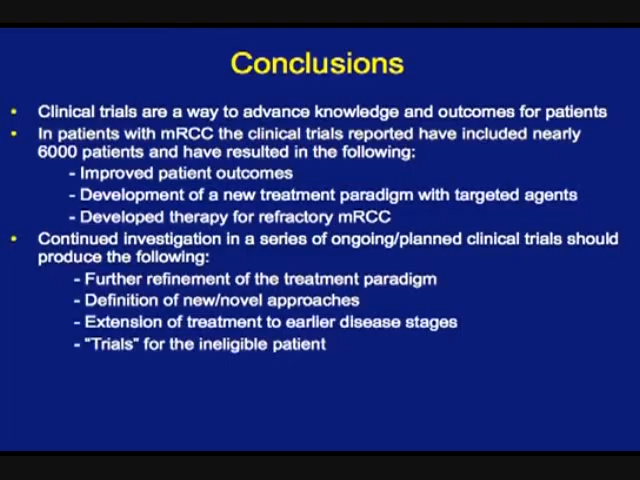 Conclusions
• Clinical trials are a way to advance knowledge and outcomes for patients
• In patients with mRCC the clinical trials reported have included nearly
6000 patients and have resulted in the following:
- Improved patient outcomes
- Development of a new treatment paradigm with targeted agents
- Developed therapy for refractory mRCC
• Continued investigation in a series of ongoing/planned clinical trials should
produce the following:
- Further refinement of the treatment paradigm
- Definition of new/novel approaches
- Extension of treatment to earlier disease stages
- "Trials" for the ineligible patient